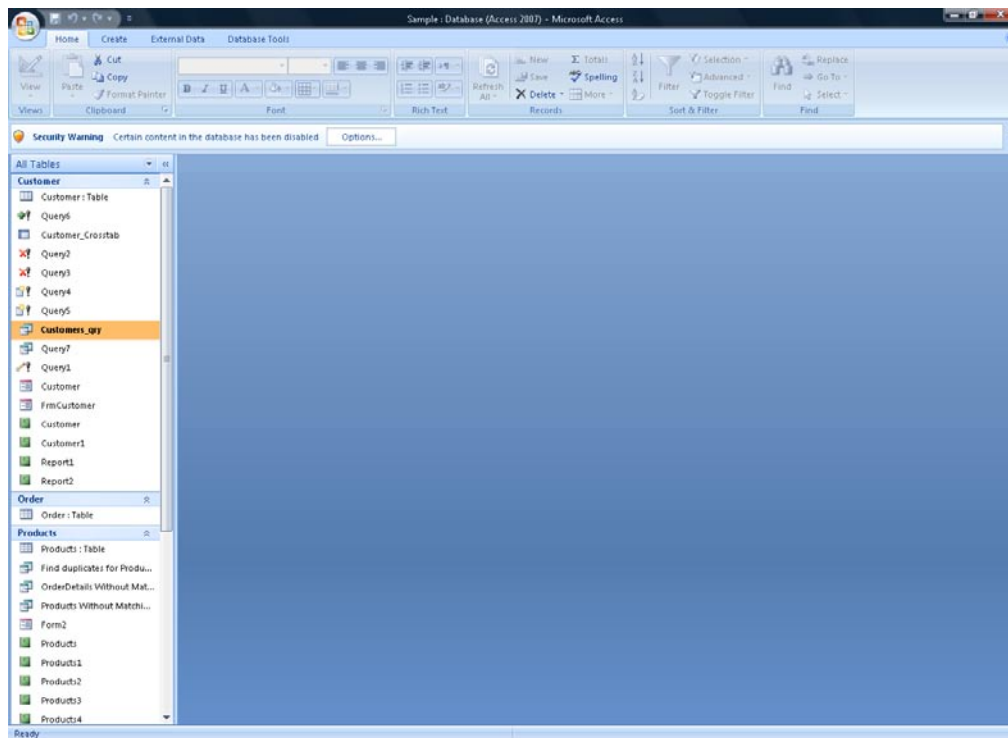 Sample : Database (Access 2007) - Microsoft Access
Home Create External Data Database Tools
View Paste Cut Copy Format Painter
B I U A
Refresh All New Save Delete Totals Spelling More
Filter Selection Advanced Toggle Filter
Find Replace Go To Select
Views Clipboard Font Rich Text Records Sort & Filter Find
Security Warning Certain content in the database has been disabled Options...
All Tables
Customer
Customer : Table
Query6
Customer_Crosstab
Query2
Query3
Query4
Query5
Customers_qry
Query7
Query1
Customer
FrmCustomer
Customer
Customer1
Report1
Report2
Order
Order : Table
Products
Products : Table
Find duplicates for Produ...
OrderDetails Without Mat...
Products Without Matchi...
Form2
Products
Products1
Products2
Products3
Products4
Ready